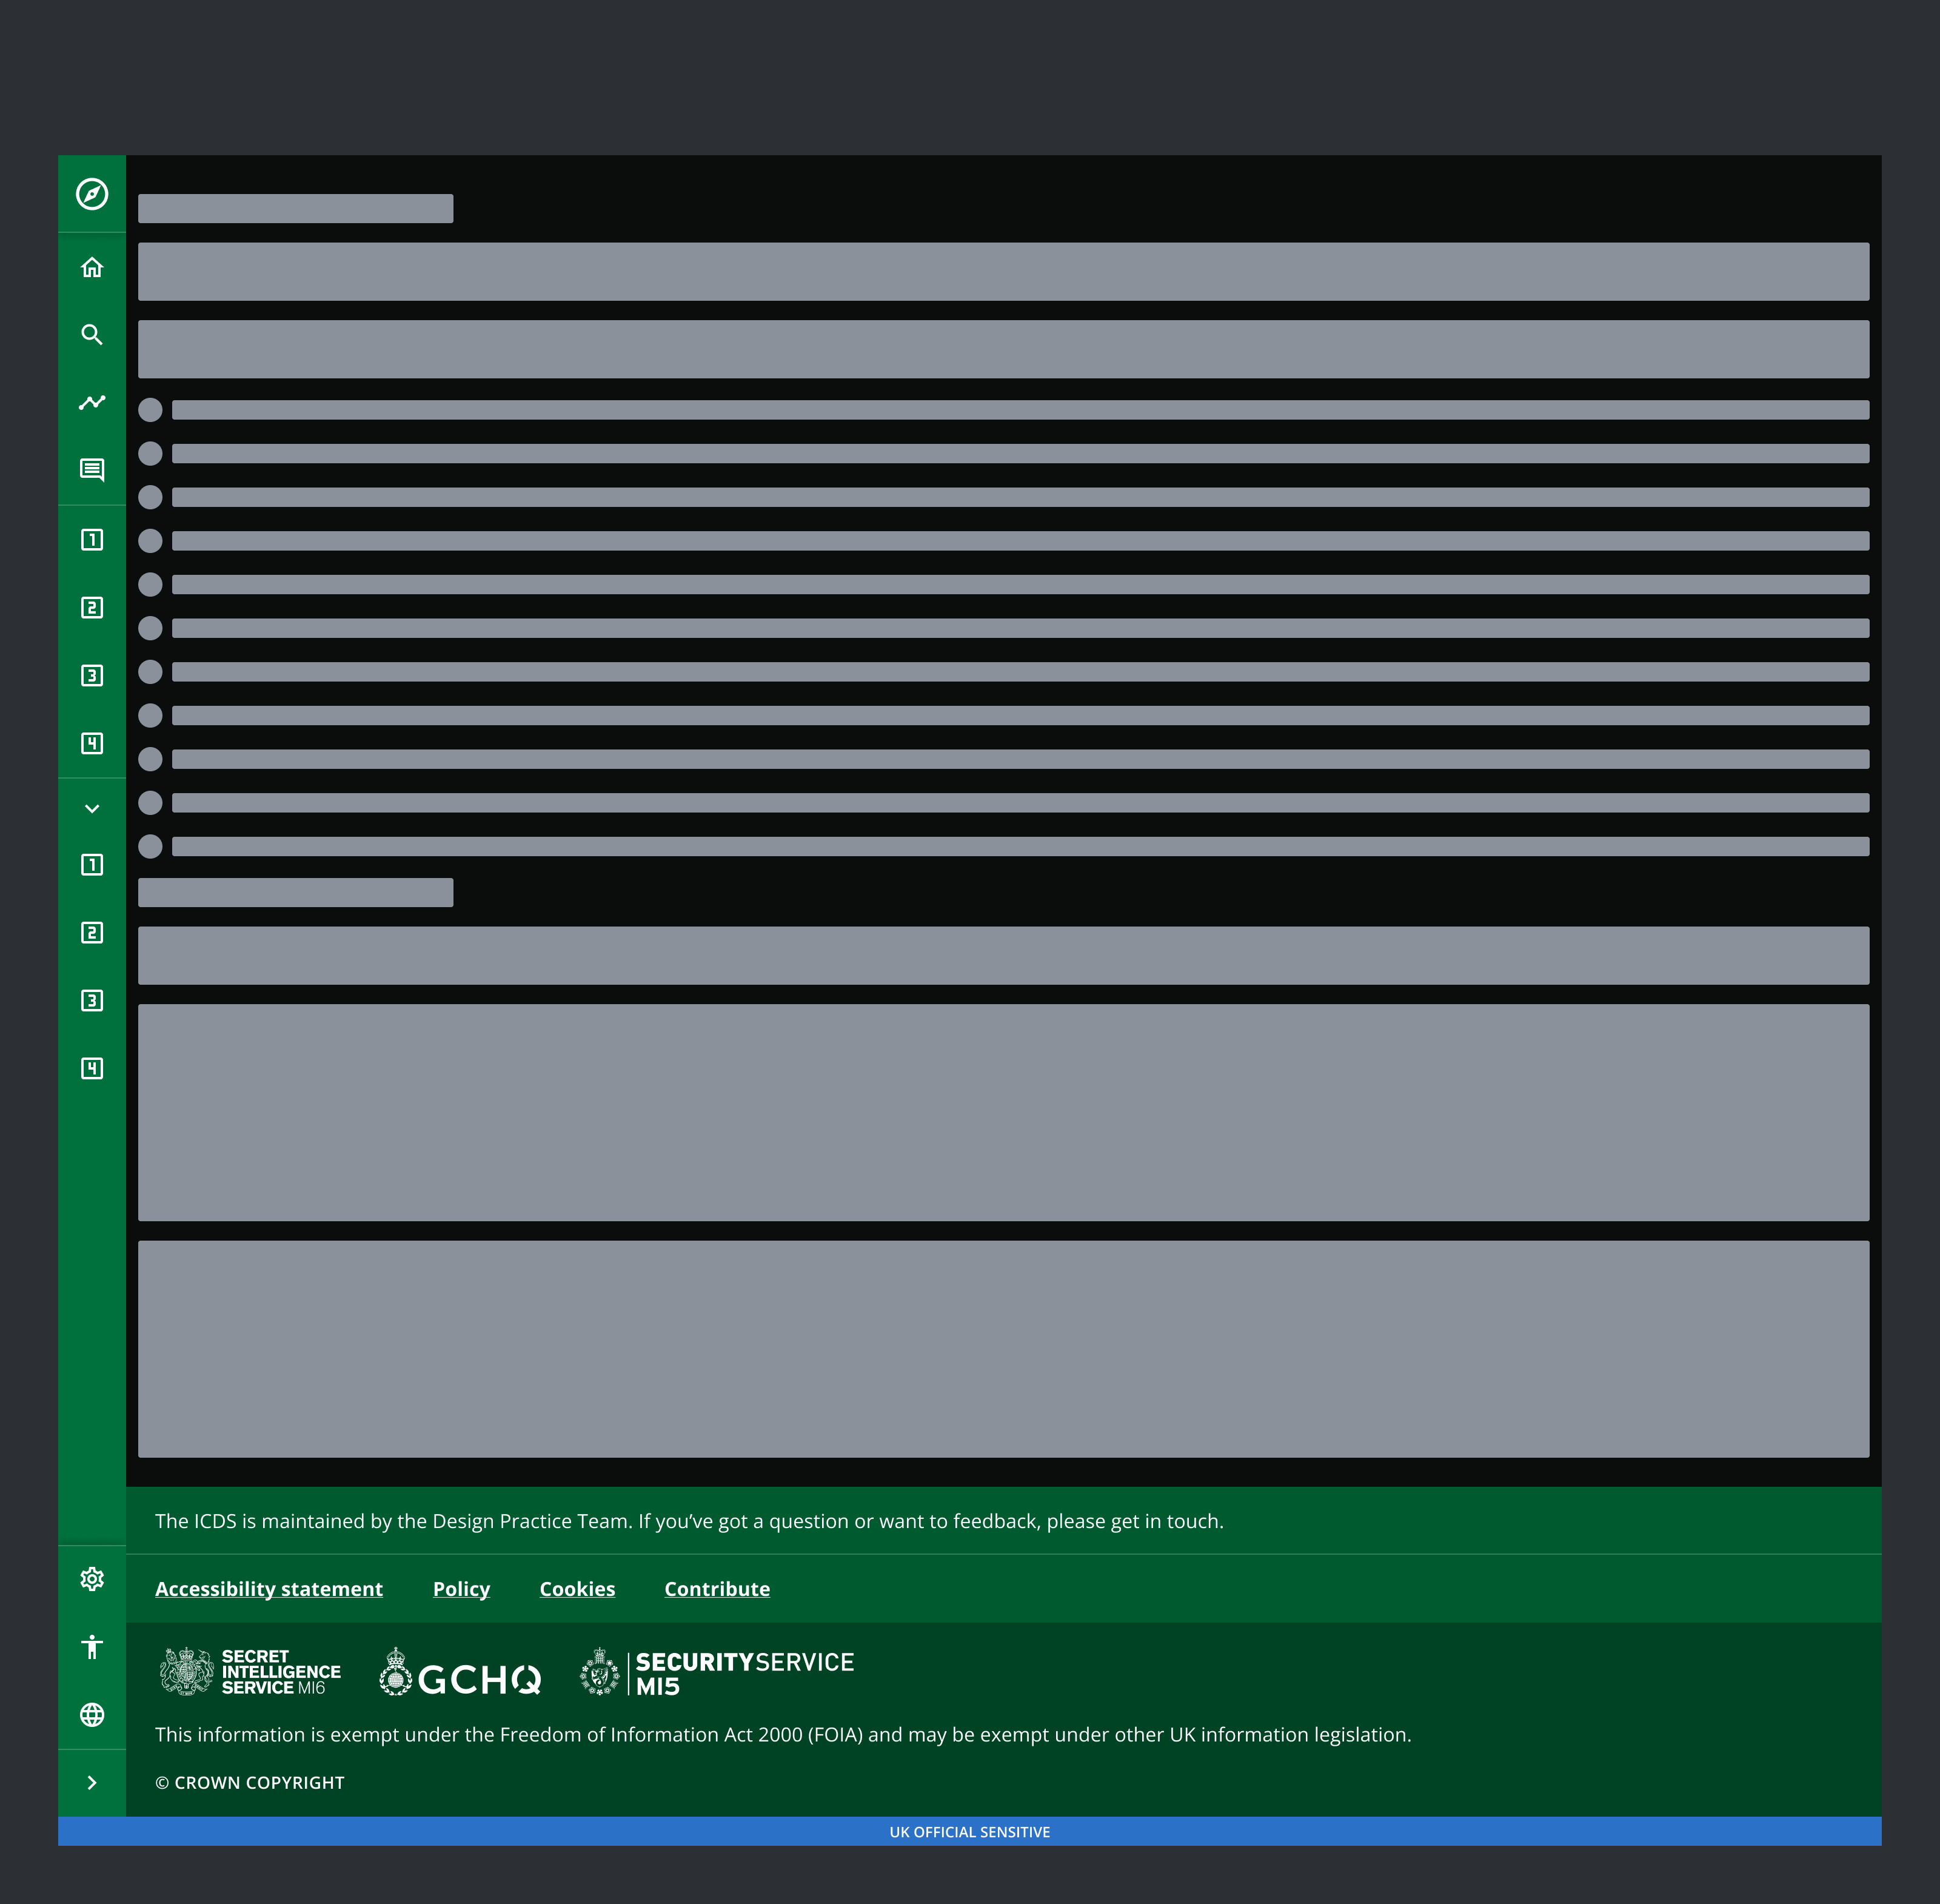 1
2
3
4
1
2
3
4
The ICDS is maintained by the Design Practice Team. If you’ve got a question or want to feedback, please get in touch.
Accessibility statement Policy Cookies Contribute
SECRET
INTELLIGENCE
SERVICE MI6
GCHQ
SECURITYSERVICE
MI5
This information is exempt under the Freedom of Information Act 2000 (FOIA) and may be exempt under other UK information legislation.
© CROWN COPYRIGHT
UK OFFICIAL SENSITIVE